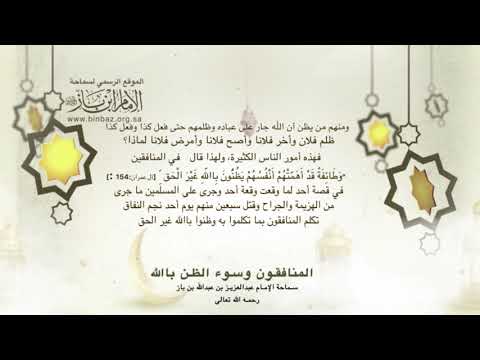 الموقع الرسمي لسماحة
الإمام ابن باز
www.binbaz.org.sa
ومنهم من يظن أن الله جار على عباده وظلمهم حتى فعل كذا وفعل كذا
ظلم فلان وأخر فلانا وأصح فلانا وأمرض فلانا لماذا؟
فهذه أمور الناس الكثيرة، ولهذا قال في المنافقين
"وَطَائِفَةٌ قَدْ أَهَمَّتْهُمْ أَنْفُسُهُمْ يَظُنُّونَ بِاللَّهِ غَيْرَ الْحَقِّ" [آل عمران:154]
في قصة أحد لما وقعت وقعة أحد وجرى على المسلمين ما جرى
من الهزيمة والجراح وقتل سبعين منهم يوم أحد نجم النفاق
تكلم المنافقون بما تكلموا به وظنوا باالله غير الحق
المنافقون وسوء الظن باالله
سماحة الإمام عبدالعزيز بن عبدالله بن باز
رحمه الله تعالى